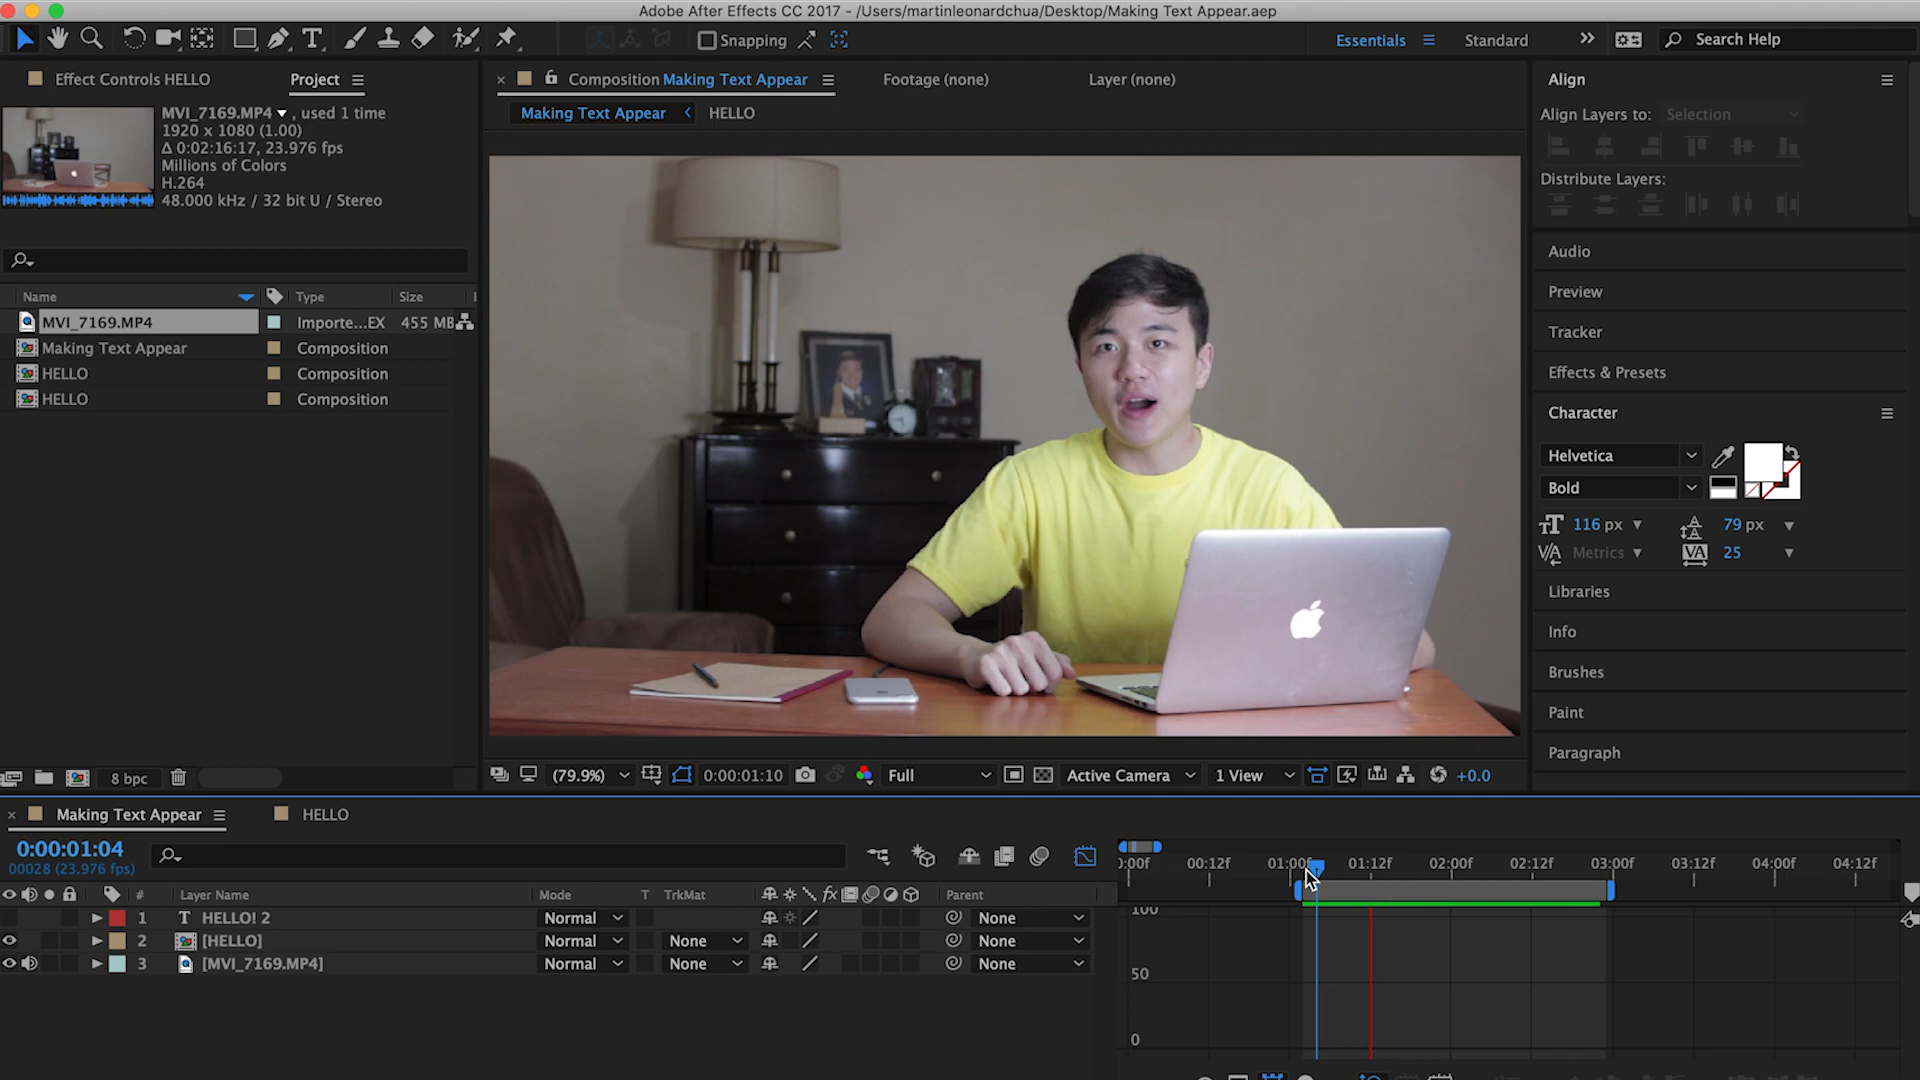 Adobe After Effects CC 2017 - /Users/martinleonardchua/Desktop/Making Text Appear.aep
Snapping
Essentials
Standard
Search Help
Effect Controls HELLO
Project
Composition Making Text Appear
Footage (none)
Layer (none)
Align
MVI_7169.MP4 , used 1 time
1920 x 1080 (1.00)
Δ 0:02:16:17, 23.976 fps
Millions of Colors
H.264
48.000 kHz / 32 bit U / Stereo
Making Text Appear
HELLO
Align Layers to: Selection
Distribute Layers:
Name Type Size
MVI_7169.MP4 Importe...EX 455 MB
Making Text Appear Composition
HELLO Composition
HELLO Composition
Audio
Preview
Tracker
Effects & Presets
Character
Helvetica
Bold
116 px 79 px
Metrics 25
Libraries
Info
Brushes
Paint
Paragraph
8 bpc
(79.9%) 0:00:01:10 Full Active Camera 1 View +0.0
Making Text Appear HELLO
0:00:01:04
00028 (23.976 fps)
0:00f 00:12f 01:00f 01:12f 02:00f 02:12f 03:00f 03:12f 04:00f 04:12f
# Layer Name Mode T TrkMat fx Parent
1 T HELLO! 2 Normal None
2 [HELLO] Normal None None
3 [MVI_7169.MP4] Normal None None
100
50
0